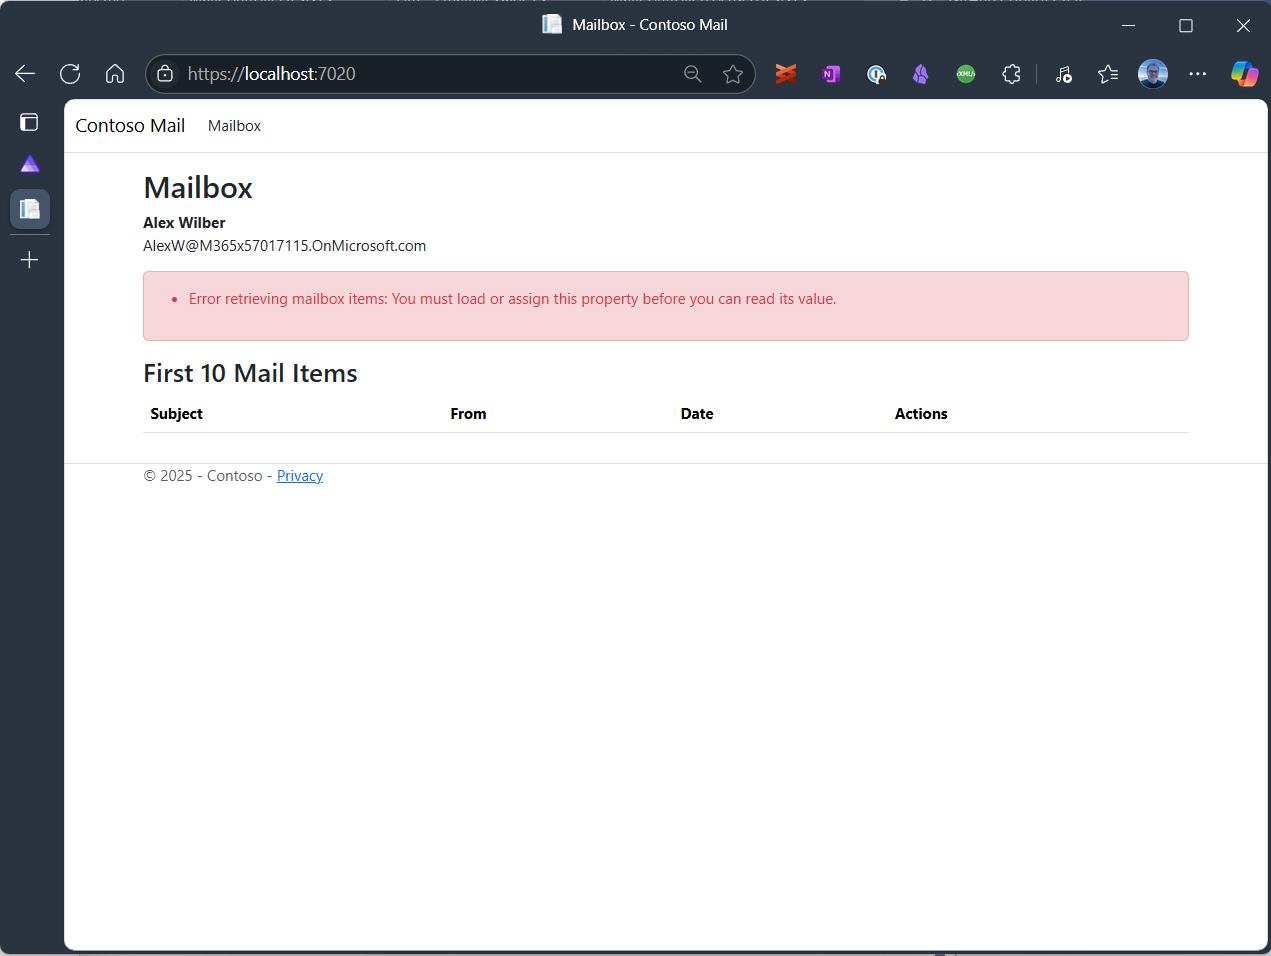 Mailbox - Contoso Mail
https://localhost:7020
N
XML
Contoso Mail Mailbox
Mailbox
Alex Wilber
AlexW@M365x57017115.OnMicrosoft.com
Error retrieving mailbox items: You must load or assign this property before you can read its value.
First 10 Mail Items
Subject From Date Actions
© 2025 - Contoso - Privacy